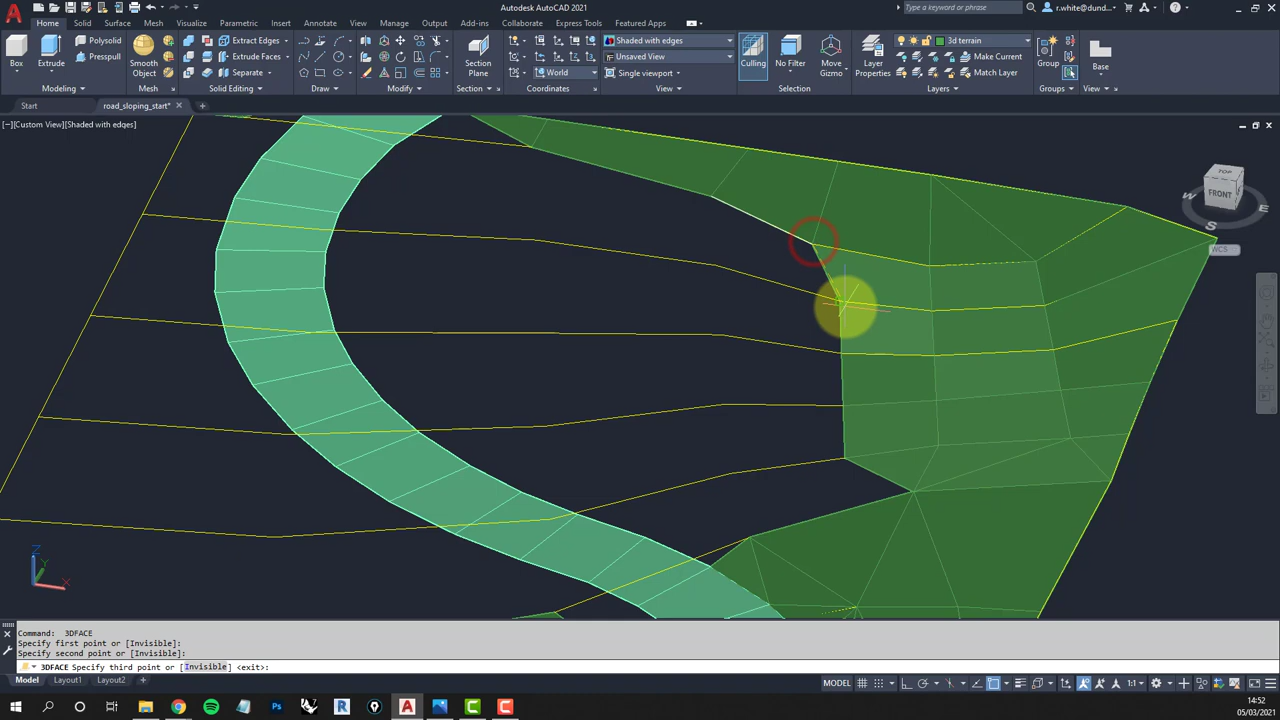 Autodesk AutoCAD 2021
Type a keyword or phrase
r.white@dund...
Home Solid Surface Mesh Visualize Parametric Insert Annotate View Manage Output Add-ins Collaborate Express Tools Featured Apps
Box
Extrude
Polysolid
Presspull
Modeling
Smooth Object
Mesh
Extract Edges
Extrude Faces
Separate
Solid Editing
Draw
Modify
Section Plane
Section
World
Coordinates
Shaded with edges
Unsaved View
Single viewport
View
Culling
No Filter
Move Gizmo
Selection
Layer Properties
3d terrain
Make Current
Match Layer
Layers
Group
Groups
Base
View
Start
road_sloping_start*
[−][Custom View][Shaded with edges]
TOP
FRONT
W
E
S
WCS
Z
Y
X
Command: 3DFACE
Specify first point or [Invisible]:
Specify second point or [Invisible]:
3DFACE Specify third point or [Invisible] <exit>:
Model Layout1 Layout2
MODEL
1:1
Ps
R
A
C
C
14:52
05/03/2021